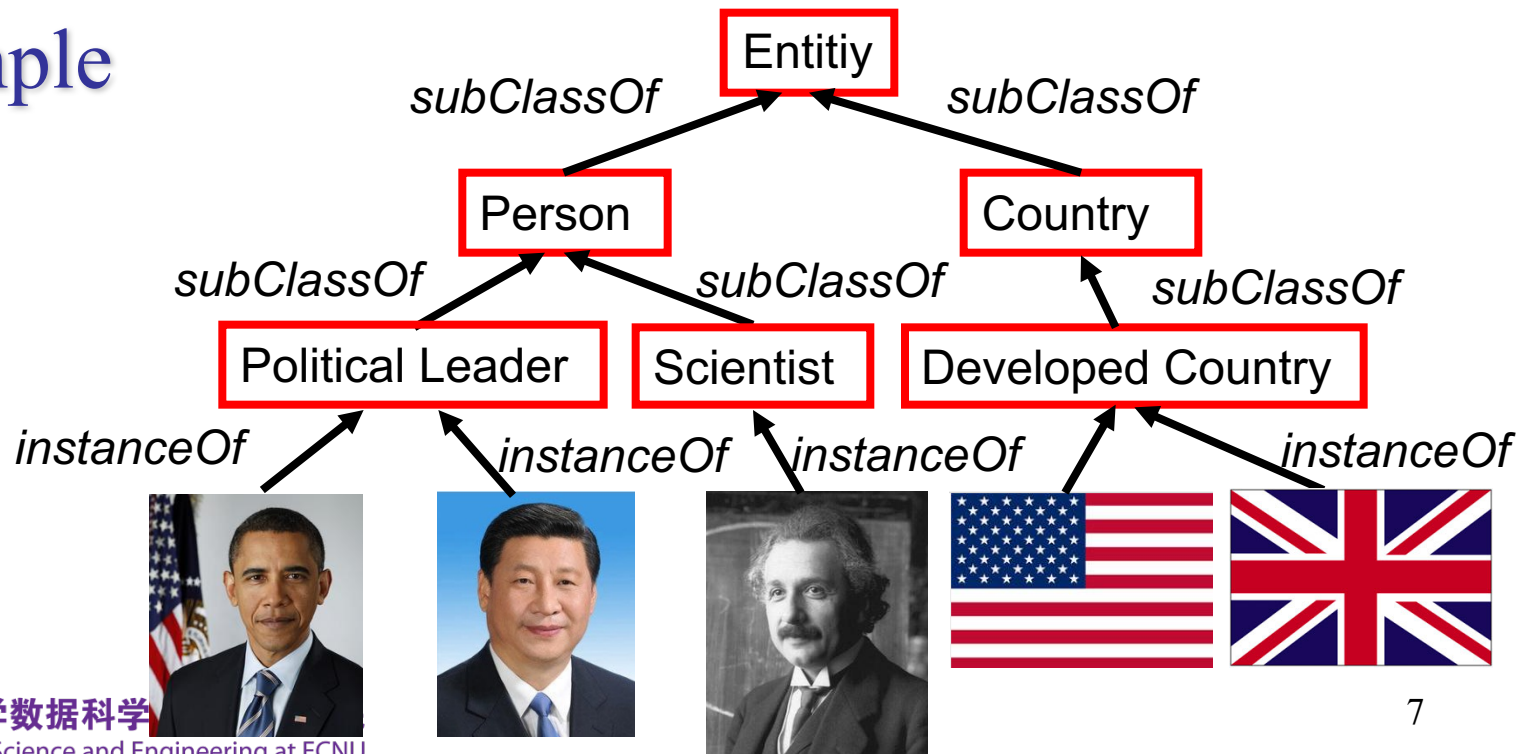 mple
Entitiy
subClassOf subClassOf
Person Country
subClassOf subClassOf subClassOf
Political Leader Scientist Developed Country
instanceOf instanceOf instanceOf instanceOf
数据科学
Science and Engineering at ECNU
7